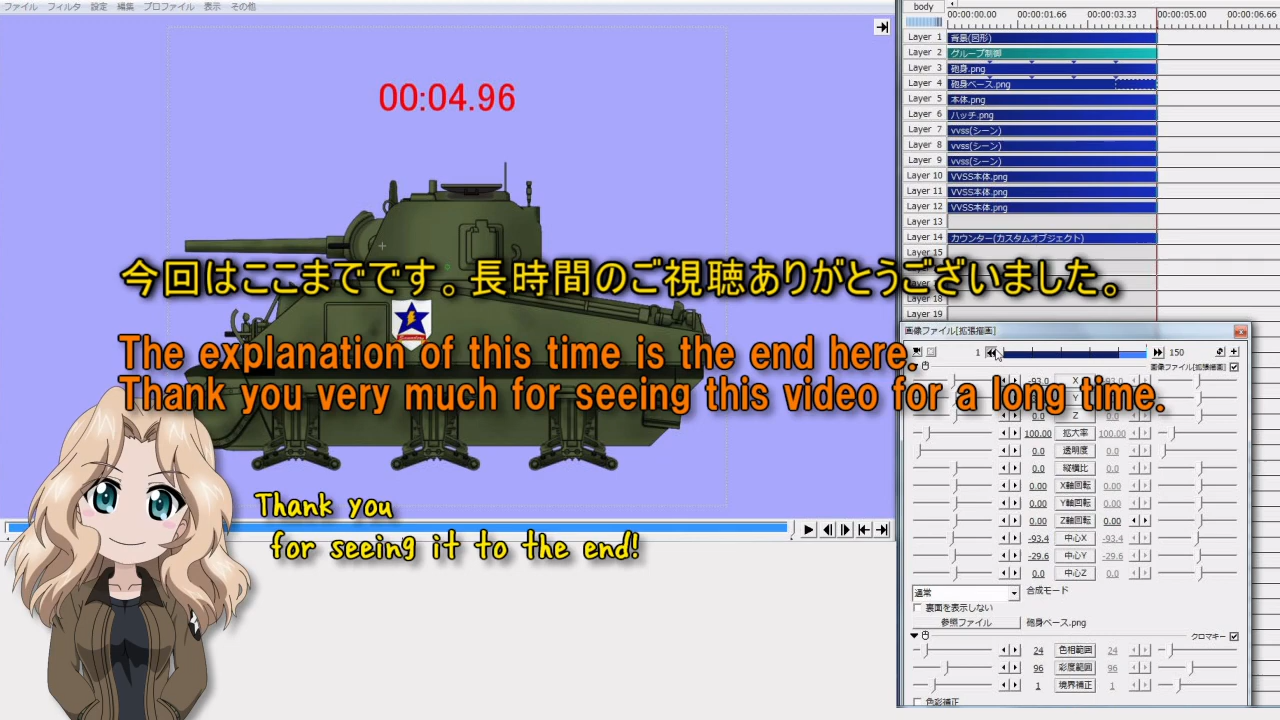 ファイル フィルタ 設定 編集 プロファイル 表示 その他
body
00:00:00.00 00:00:01.66 00:00:03.33 00:00:05.00 00:00:06.66
Layer 1 背景(図形)
Layer 2 グループ制御
Layer 3 砲身.png
Layer 4 砲身ベース.png
Layer 5 本体.png
Layer 6 ハッチ.png
Layer 7 vvss(シーン)
Layer 8 vvss(シーン)
Layer 9 vvss(シーン)
Layer 10 VVSS本体.png
Layer 11 VVSS本体.png
Layer 12 VVSS本体.png
Layer 13
Layer 14 カウンター(カスタムオブジェクト)
Layer 15
Layer 18
Layer 19
00:04.96
今回はここまでです。長時間のご視聴ありがとうございました。
The explanation of this time is the end here.
Thank you very much for seeing this video for a long time.
Thank you
for seeing it to the end!
画像ファイル[拡張描画]
1 150
画像ファイル[拡張描画]
-93.0 X -93.0
Y
0.0 Z 0.0
100.00 拡大率 100.00
0.0 透明度 0.0
0.0 縦横比 0.0
0.00 X軸回転 0.00
0.00 Y軸回転 0.00
0.00 Z軸回転 0.00
-93.4 中心X -93.4
-29.6 中心Y -29.6
0.0 中心Z 0.0
通常 合成モード
裏面を表示しない
参照ファイル 砲身ベース.png
クロマキー
24 色相範囲 24
96 彩度範囲 96
1 境界補正 1
色彩補正